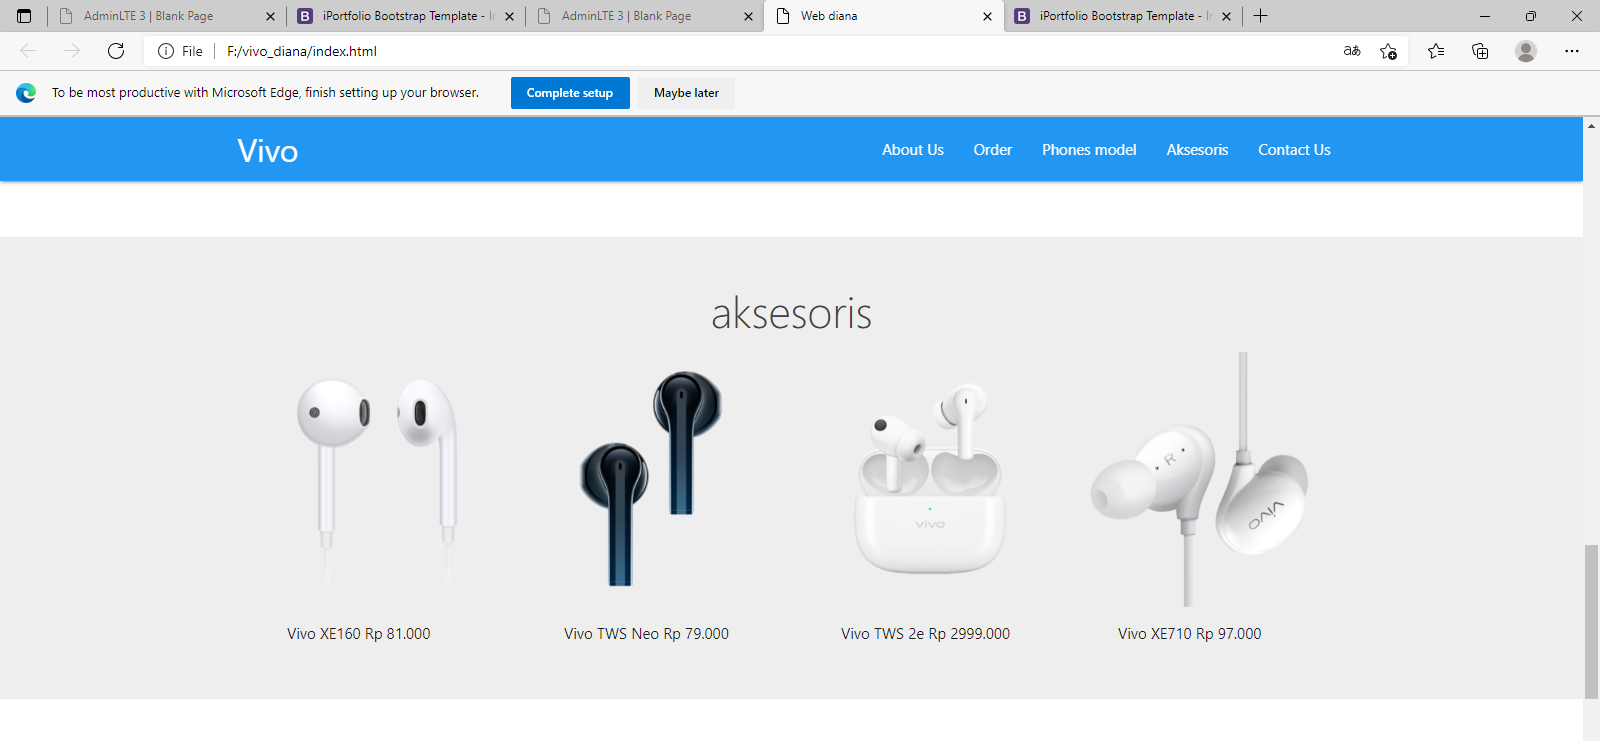 AdminLTE 3 | Blank Page
iPortfolio Bootstrap Template - I
AdminLTE 3 | Blank Page
Web diana
iPortfolio Bootstrap Template - I
File
F:/vivo_diana/index.html
To be most productive with Microsoft Edge, finish setting up your browser.
Complete setup
Maybe later
Vivo
About Us
Order
Phones model
Aksesoris
Contact Us
aksesoris
R
vivo
vivo
Vivo XE160 Rp 81.000
Vivo TWS Neo Rp 79.000
Vivo TWS 2e Rp 2999.000
Vivo XE710 Rp 97.000